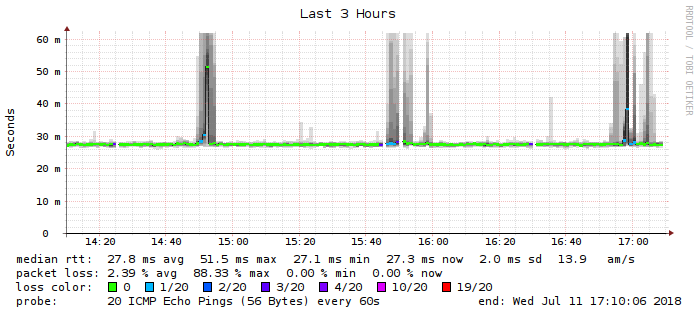 Last 3 Hours
RRDTOOL / TOBI OETIKER
Seconds
60 m
50 m
40 m
30 m
20 m
10 m
0
14:20 14:40 15:00 15:20 15:40 16:00 16:20 16:40 17:00
median rtt: 27.8 ms avg 51.5 ms max 27.1 ms min 27.3 ms now 2.0 ms sd 13.9 am/s
packet loss: 2.39 % avg 88.33 % max 0.00 % min 0.00 % now
loss color: 0 1/20 2/20 3/20 4/20 10/20 19/20
probe: 20 ICMP Echo Pings (56 Bytes) every 60s end: Wed Jul 11 17:10:06 2018